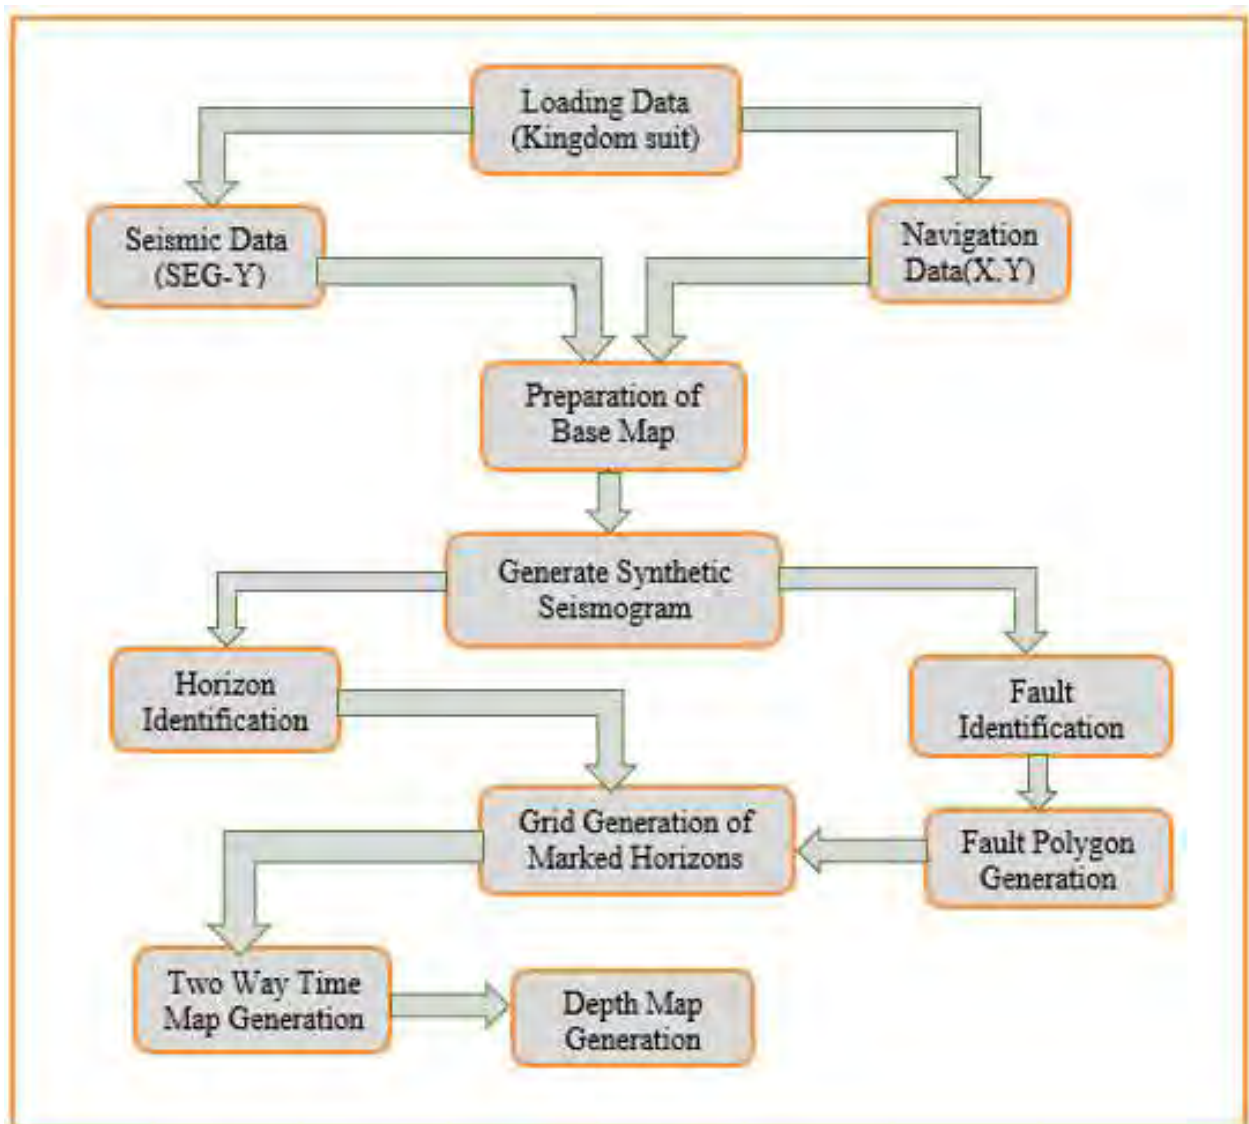 Loading Data
(Kingdom suit)
Seismic Data
(SEG-Y)
Navigation
Data(X,Y)
Preparation of
Base Map
Generate Synthetic
Seismogram
Horizon
Identification
Fault
Identification
Grid Generation of
Marked Horizons
Fault Polygon
Generation
Two Way Time
Map Generation
Depth Map
Generation